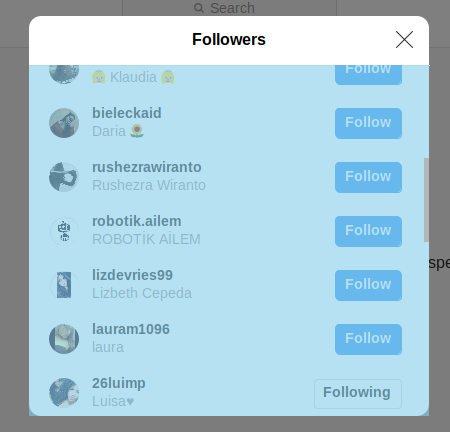 Search
Followers
👸🏼 Klaudia 👸🏼
Follow
bieleckaid
Daria 🌻
Follow
rushezrawiranto
Rushezra Wiranto
Follow
robotik.ailem
ROBOTİK AİLEM
Follow
lizdevries99
Lizbeth Cepeda
Follow
lauram1096
laura
Follow
26luimp
Luisa♥
Following